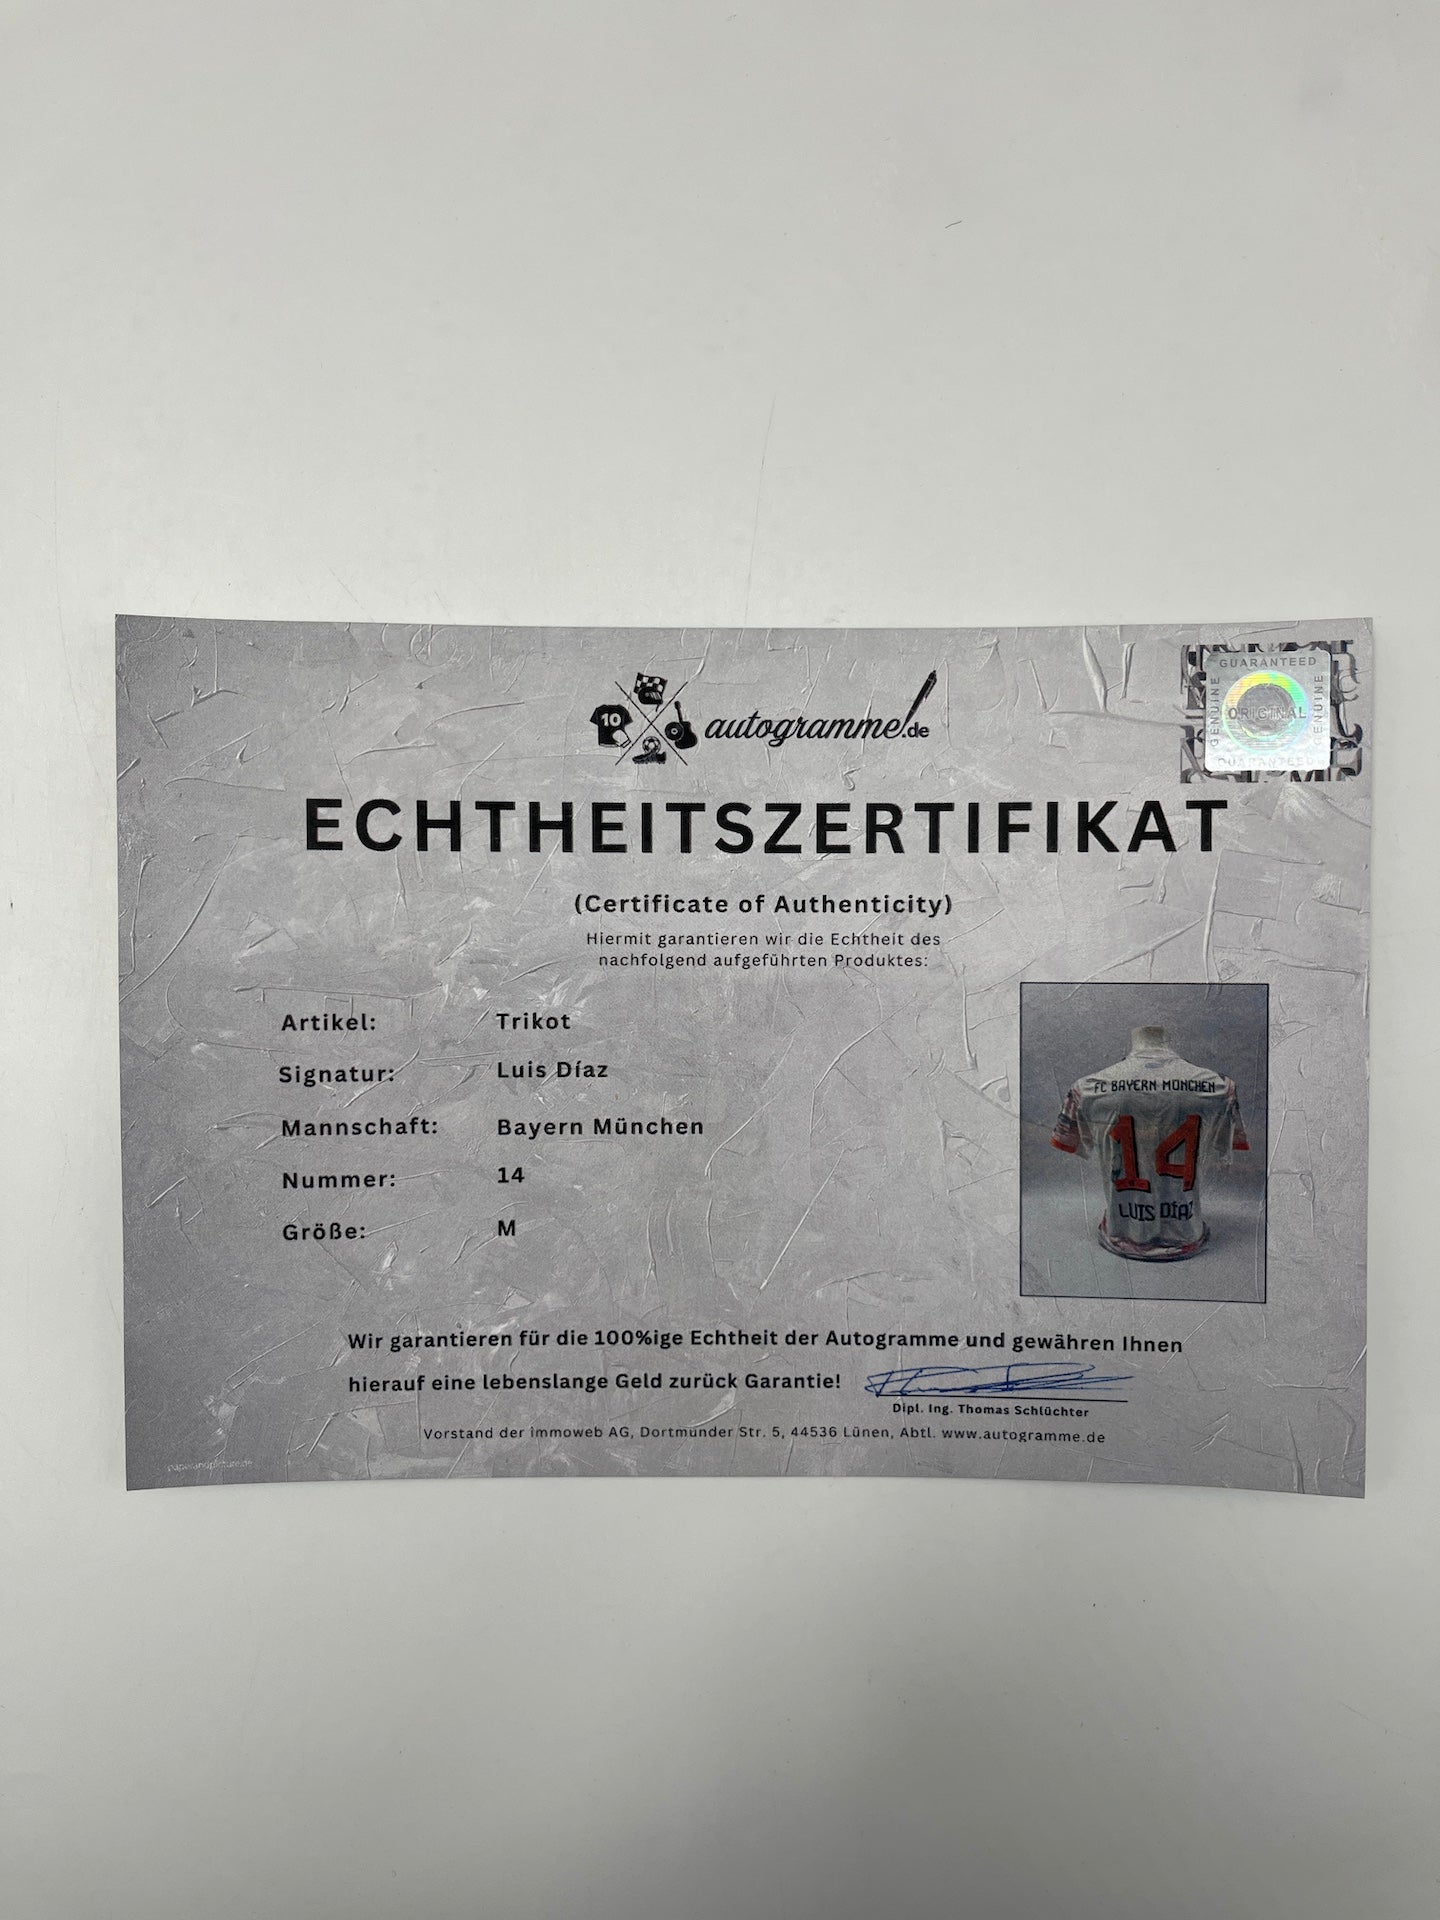 GUARANTEED
GENUINE
ORIGINAL
GENUINE
GUARANTEED
10
autogramme.de
ECHTHEITSZERTIFIKAT
(Certificate of Authenticity)
Hiermit garantieren wir die Echtheit des
nachfolgend aufgeführten Produktes:
Artikel: Trikot
Signatur: Luis Díaz
Mannschaft: Bayern München
Nummer: 14
Größe: M
FC BAYERN MÜNCHEN
14
LUIS DÍAZ
Wir garantieren für die 100%ige Echtheit der Autogramme und gewähren Ihnen
hierauf eine lebenslange Geld zurück Garantie!
Dipl. Ing. Thomas Schlüchter
Vorstand der immoweb AG, Dortmunder Str. 5, 44536 Lünen, Abtl. www.autogramme.de
paperandpicture.de